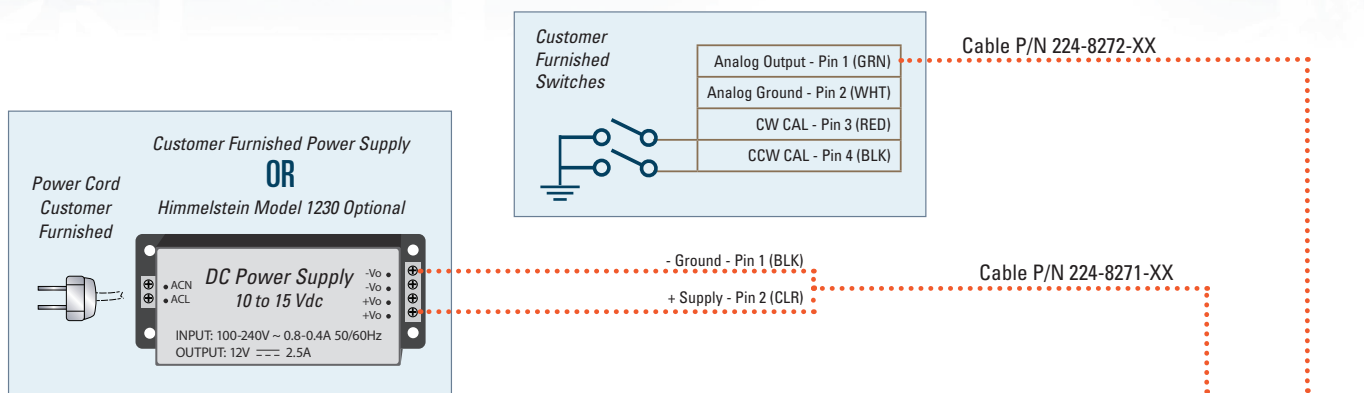 Customer
Furnished
Switches
Analog Output - Pin 1 (GRN)
Analog Ground - Pin 2 (WHT)
CW CAL - Pin 3 (RED)
CCW CAL - Pin 4 (BLK)
Cable P/N 224-8272-XX
Customer Furnished Power Supply
OR
Himmelstein Model 1230 Optional
Power Cord
Customer
Furnished
ACN
ACL
DC Power Supply
10 to 15 Vdc
-Vo
-Vo
+Vo
+Vo
INPUT: 100-240V ~ 0.8-0.4A 50/60Hz
OUTPUT: 12V ⎓ 2.5A
- Ground - Pin 1 (BLK)
+ Supply - Pin 2 (CLR)
Cable P/N 224-8271-XX